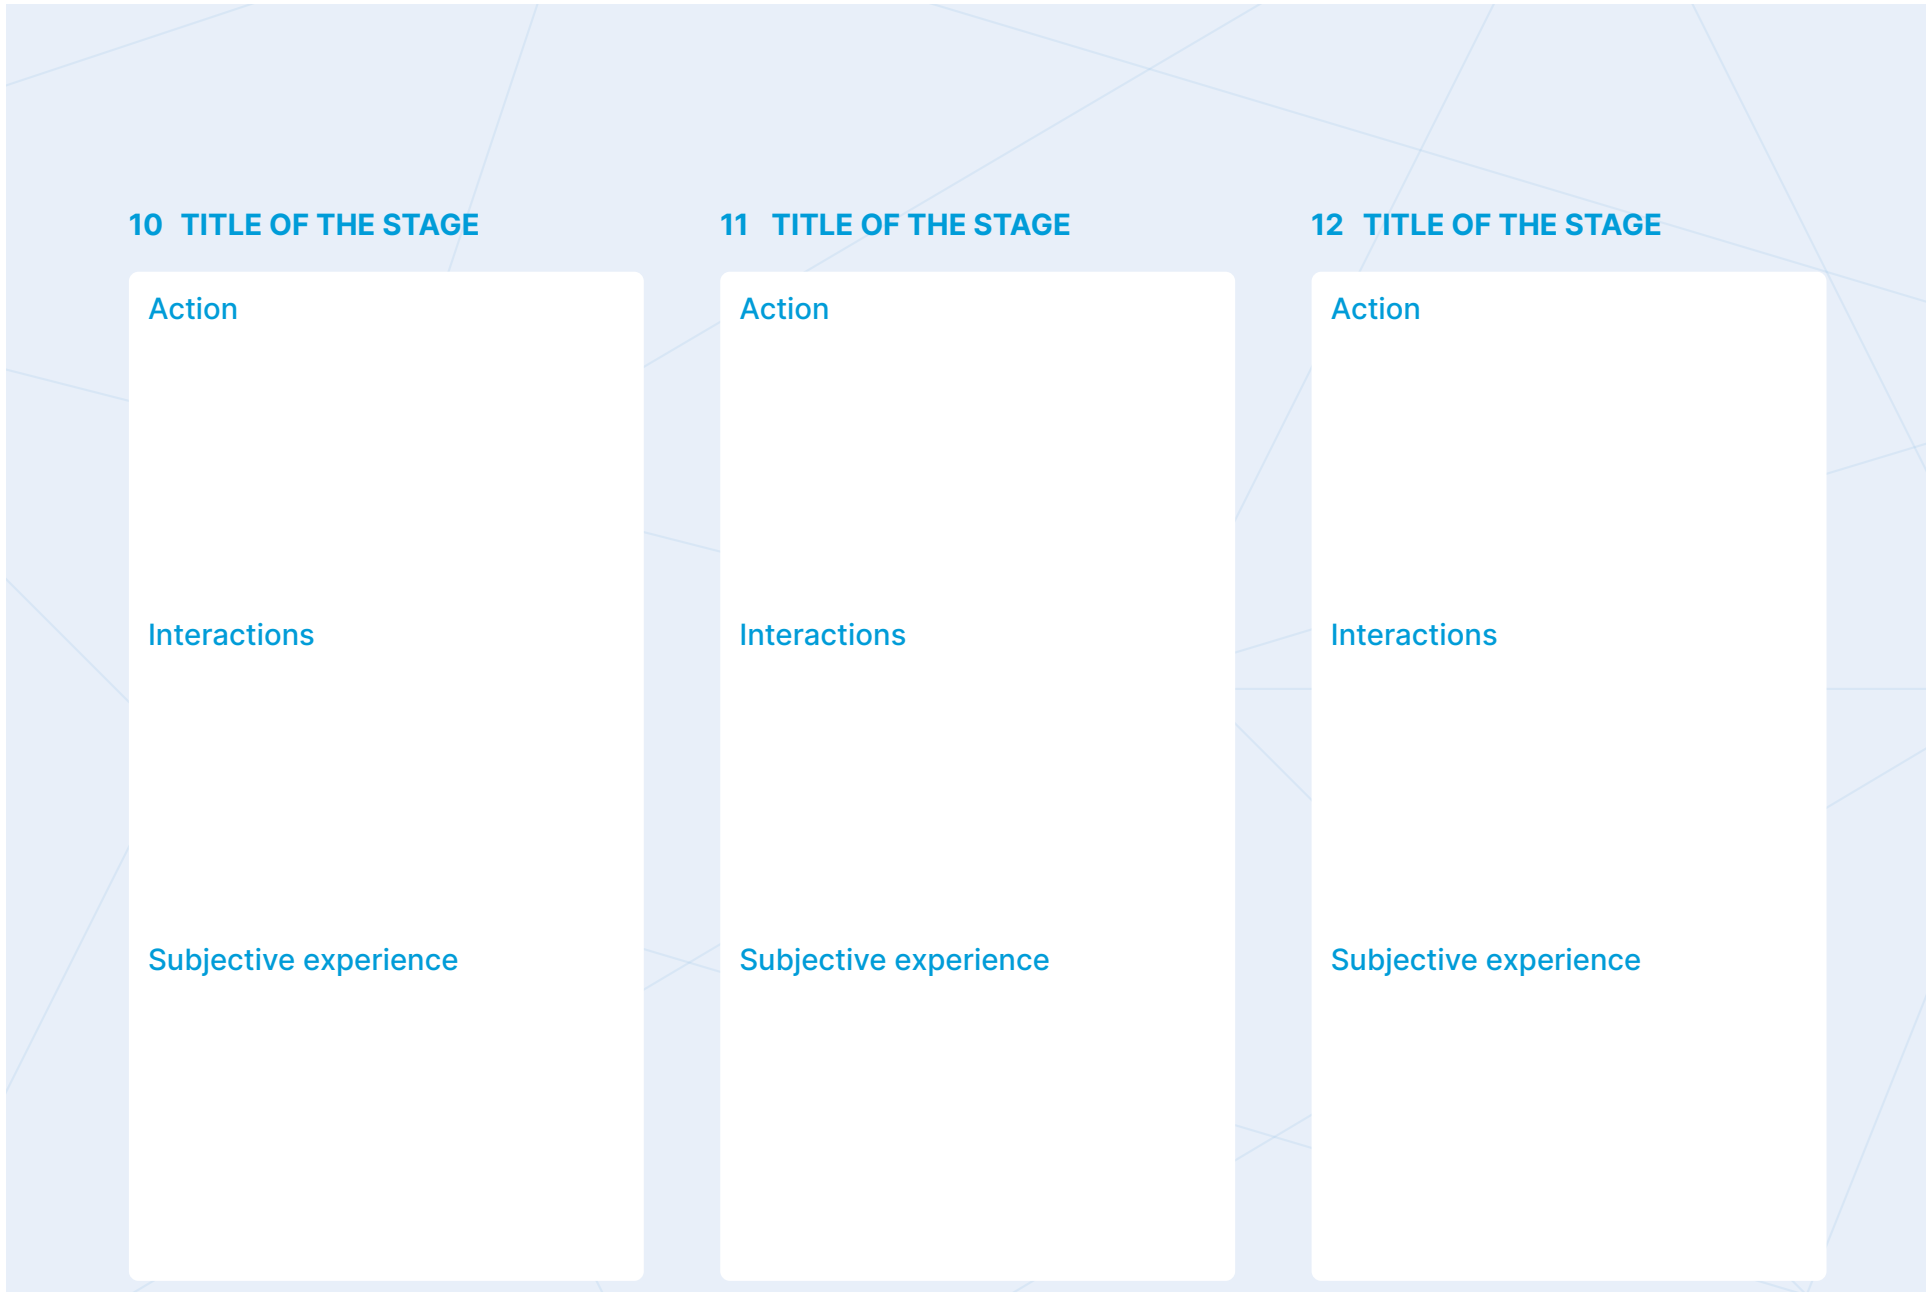 10 TITLE OF THE STAGE
Action
Interactions
Subjective experience
11 TITLE OF THE STAGE
Action
Interactions
Subjective experience
12 TITLE OF THE STAGE
Action
Interactions
Subjective experience